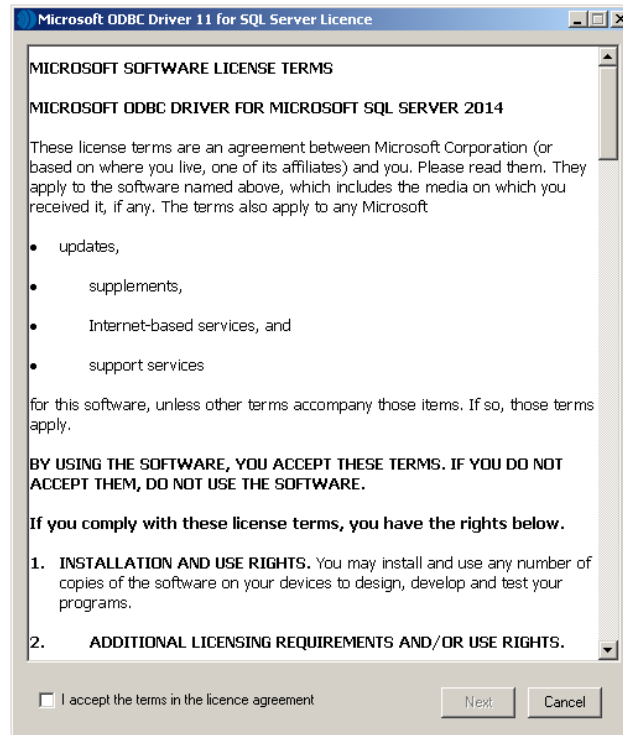 Microsoft ODBC Driver 11 for SQL Server Licence
MICROSOFT SOFTWARE LICENSE TERMS
MICROSOFT ODBC DRIVER FOR MICROSOFT SQL SERVER 2014
These license terms are an agreement between Microsoft Corporation (or
based on where you live, one of its affiliates) and you. Please read them. They
apply to the software named above, which includes the media on which you
received it, if any. The terms also apply to any Microsoft
• updates,
• supplements,
• Internet-based services, and
• support services
for this software, unless other terms accompany those items. If so, those terms
apply.
BY USING THE SOFTWARE, YOU ACCEPT THESE TERMS. IF YOU DO NOT
ACCEPT THEM, DO NOT USE THE SOFTWARE.
If you comply with these license terms, you have the rights below.
1. INSTALLATION AND USE RIGHTS. You may install and use any number of
copies of the software on your devices to design, develop and test your
programs.
2. ADDITIONAL LICENSING REQUIREMENTS AND/OR USE RIGHTS.
I accept the terms in the licence agreement
Next
Cancel